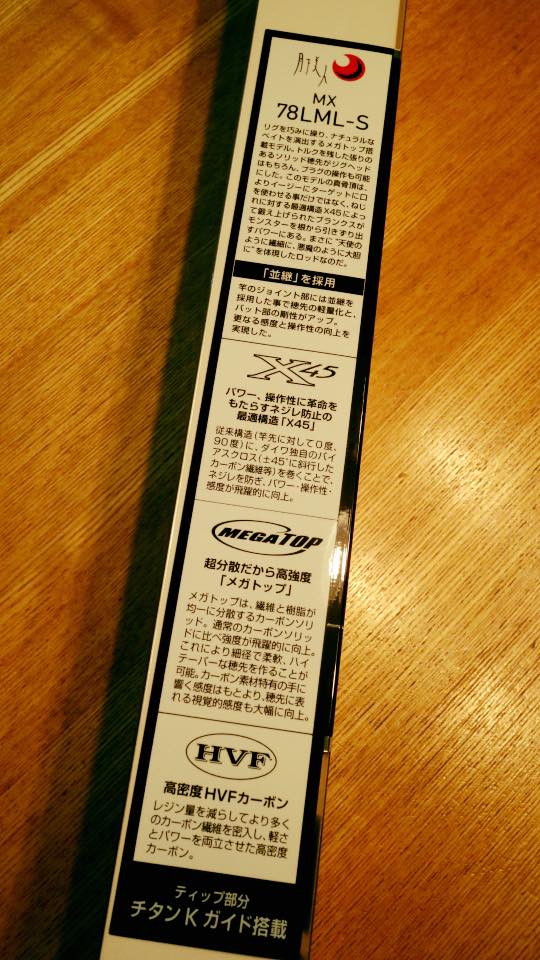 月下美人
MX
78LML-S
リグを巧みに操り、ナチュラルな
ベイトを演出するメガトップ搭
載モデル。トルクを残した張りの
あるソリッド穂先がジグヘッド
はもちろん、プラグの操作も可能
にした。このモデルの真骨頂は、
よりイージーにターゲットに口
を使わせる事だけではなく、ねじ
れに対する最適構造X45によっ
て鍛え上げられたブランクスが
モンスターを根から引きずり出
すパワーにある。まさに“天使の
ように繊細に、悪魔のように大胆
に”を体現したロッドなのだ。
「並継」を採用
竿のジョイント部には並継を
採用した事で穂先の軽量化と、
バット部の剛性がアップ。
更なる感度と操作性の向上を
実現した。
X45
パワー、操作性に革命を
もたらすネジレ防止の
最適構造「X45」
従来構造(竿先に対して0度、
90度)に、ダイワ独自のバイ
アスクロス(±45°に斜行した
カーボン繊維等)を巻くことで、
ネジレを防ぎ、パワー・操作性・
感度が飛躍的に向上。
MEGATOP
超分散だから高強度
「メガトップ」
メガトップは、繊維と樹脂が
均一に分散するカーボンソリ
ッド。通常のカーボンソリッ
ドに比べ強度が飛躍的に向上。
これにより細径で柔軟、ハイ
テーパーな穂先を作ることが
可能。カーボン素材特有の手に
響く感度はもとより、穂先に表
れる視覚的感度も大幅に向上。
HVF
高密度HVFカーボン
レジン量を減らしてより多く
のカーボン繊維を密入し、軽さ
とパワーを両立させた高密度
カーボン。
ティップ部分
チタンKガイド搭載